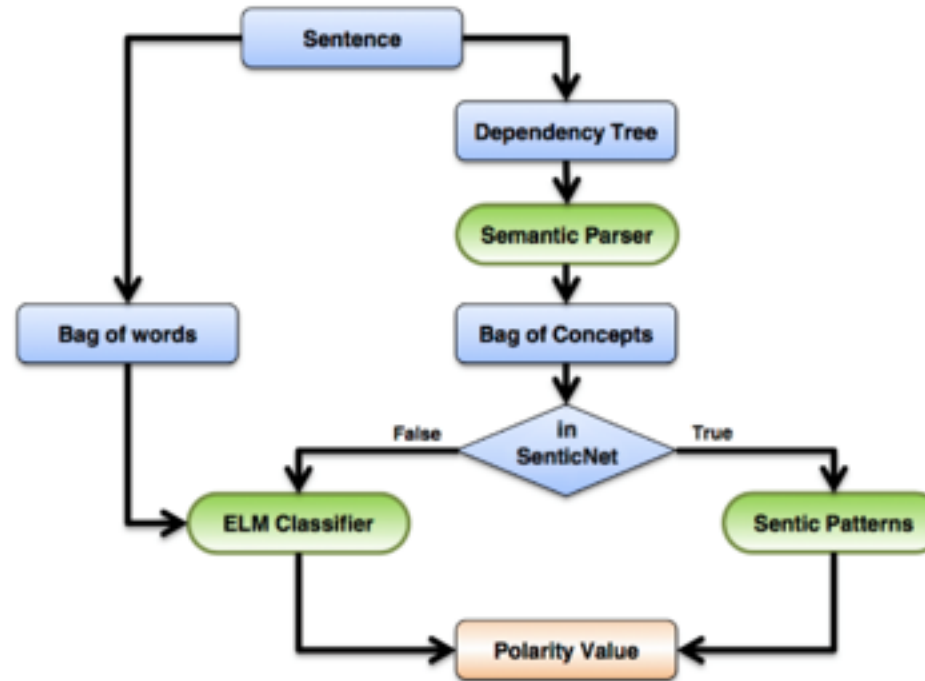 Sentence
Dependency Tree
Semantic Parser
Bag of words
Bag of Concepts
False
in
SenticNet
True
ELM Classifier
Sentic Patterns
Polarity Value